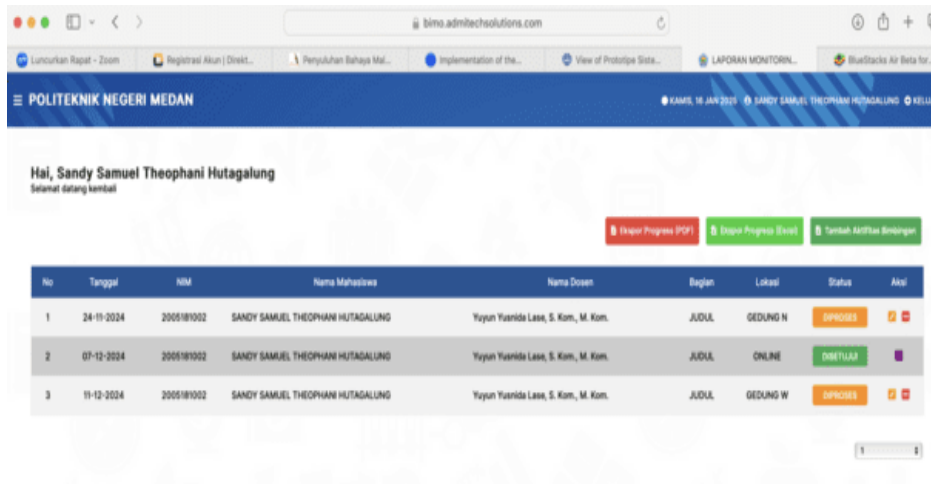 bimo.admitechsolutions.com
Luncurkan Rapat - Zoom Registrasi Akun | Direkt... Penyuluhan Bahaya Mal... Implementation of the... View of Prototipe Siste... LAPORAN MONITORIN... BlueStacks Air Beta for...
POLITEKNIK NEGERI MEDAN KAMIS, 16 JAN 2025 SANDY SAMUEL THEOPHANI HUTAGALUNG KELU
Hai, Sandy Samuel Theophani Hutagalung
Selamat datang kembali
Ekspor Progress (PDF) Ekspor Progress (Excel) Tambah Aktifitas Bimbingan
No Tanggal NIM Nama Mahasiswa Nama Dosen Bagian Lokasi Status Aksi
1 24-11-2024 2005181002 SANDY SAMUEL THEOPHANI HUTAGALUNG Yuyun Yusnida Lase, S. Kom., M. Kom. JUDUL GEDUNG N DIPROSES
2 07-12-2024 2005181002 SANDY SAMUEL THEOPHANI HUTAGALUNG Yuyun Yusnida Lase, S. Kom., M. Kom. JUDUL ONLINE DISETUJUI
3 11-12-2024 2005181002 SANDY SAMUEL THEOPHANI HUTAGALUNG Yuyun Yusnida Lase, S. Kom., M. Kom. JUDUL GEDUNG W DIPROSES
1